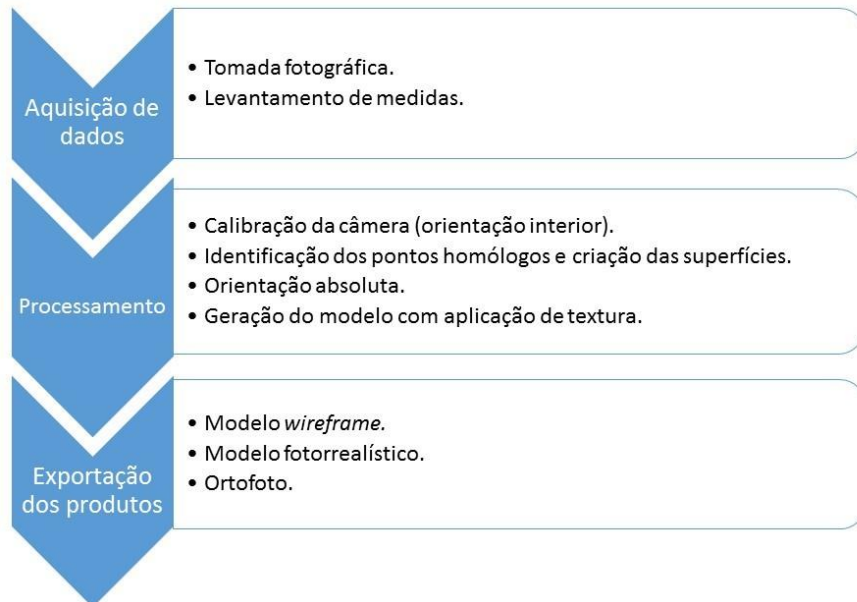 Aquisição de
dados
• Tomada fotográfica.
• Levantamento de medidas.
Processamento
• Calibração da câmera (orientação interior).
• Identificação dos pontos homólogos e criação das superfícies.
• Orientação absoluta.
• Geração do modelo com aplicação de textura.
Exportação
dos produtos
• Modelo wireframe.
• Modelo fotorrealístico.
• Ortofoto.